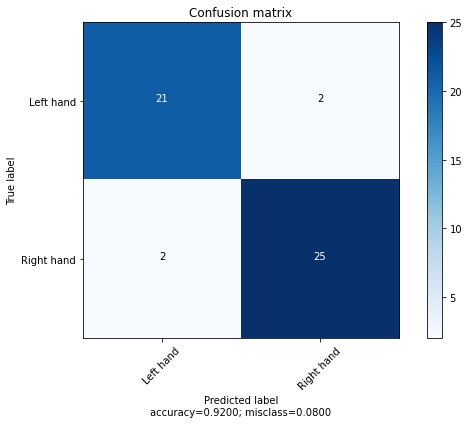 Confusion matrix
Left hand
21
2
Right hand
2
25
True label
Left hand
Right hand
Predicted label
accuracy=0.9200; misclass=0.0800
25
20
15
10
5